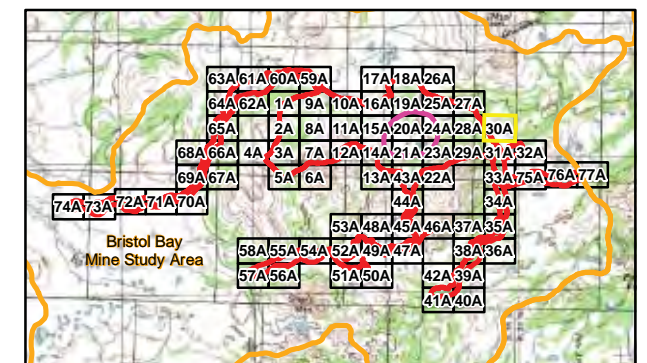 63A 61A 60A 59A 17A 18A 26A
64A 62A 1A 9A 10A 16A 19A 25A 27A
65A 2A 8A 11A 15A 20A 24A 28A 30A
68A 66A 4A 3A 7A 12A 14A 21A 23A 29A 31A 32A
69A 67A 5A 6A 13A 43A 22A 33A 75A 76A 77A
74A 73A 72A 71A 70A 44A 34A
53A 48A 45A 46A 37A 35A
Bristol Bay
Mine Study Area
58A 55A 54A 52A 49A 47A 38A 36A
57A 56A 51A 50A 42A 39A
41A 40A